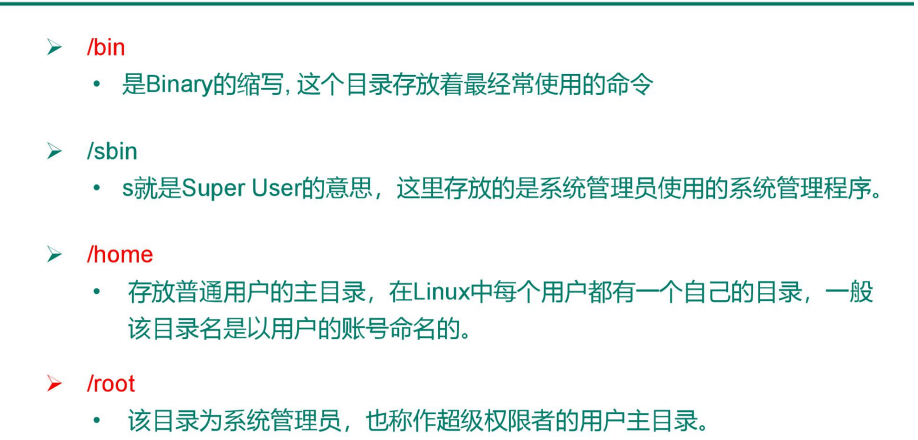 /bin
是Binary的缩写, 这个目录存放着最经常使用的命令
/sbin
s就是Super User的意思，这里存放的是系统管理员使用的系统管理程序。
/home
存放普通用户的主目录，在Linux中每个用户都有一个自己的目录，一般
该目录名是以用户的账号命名的。
/root
该目录为系统管理员，也称作超级权限者的用户主目录。